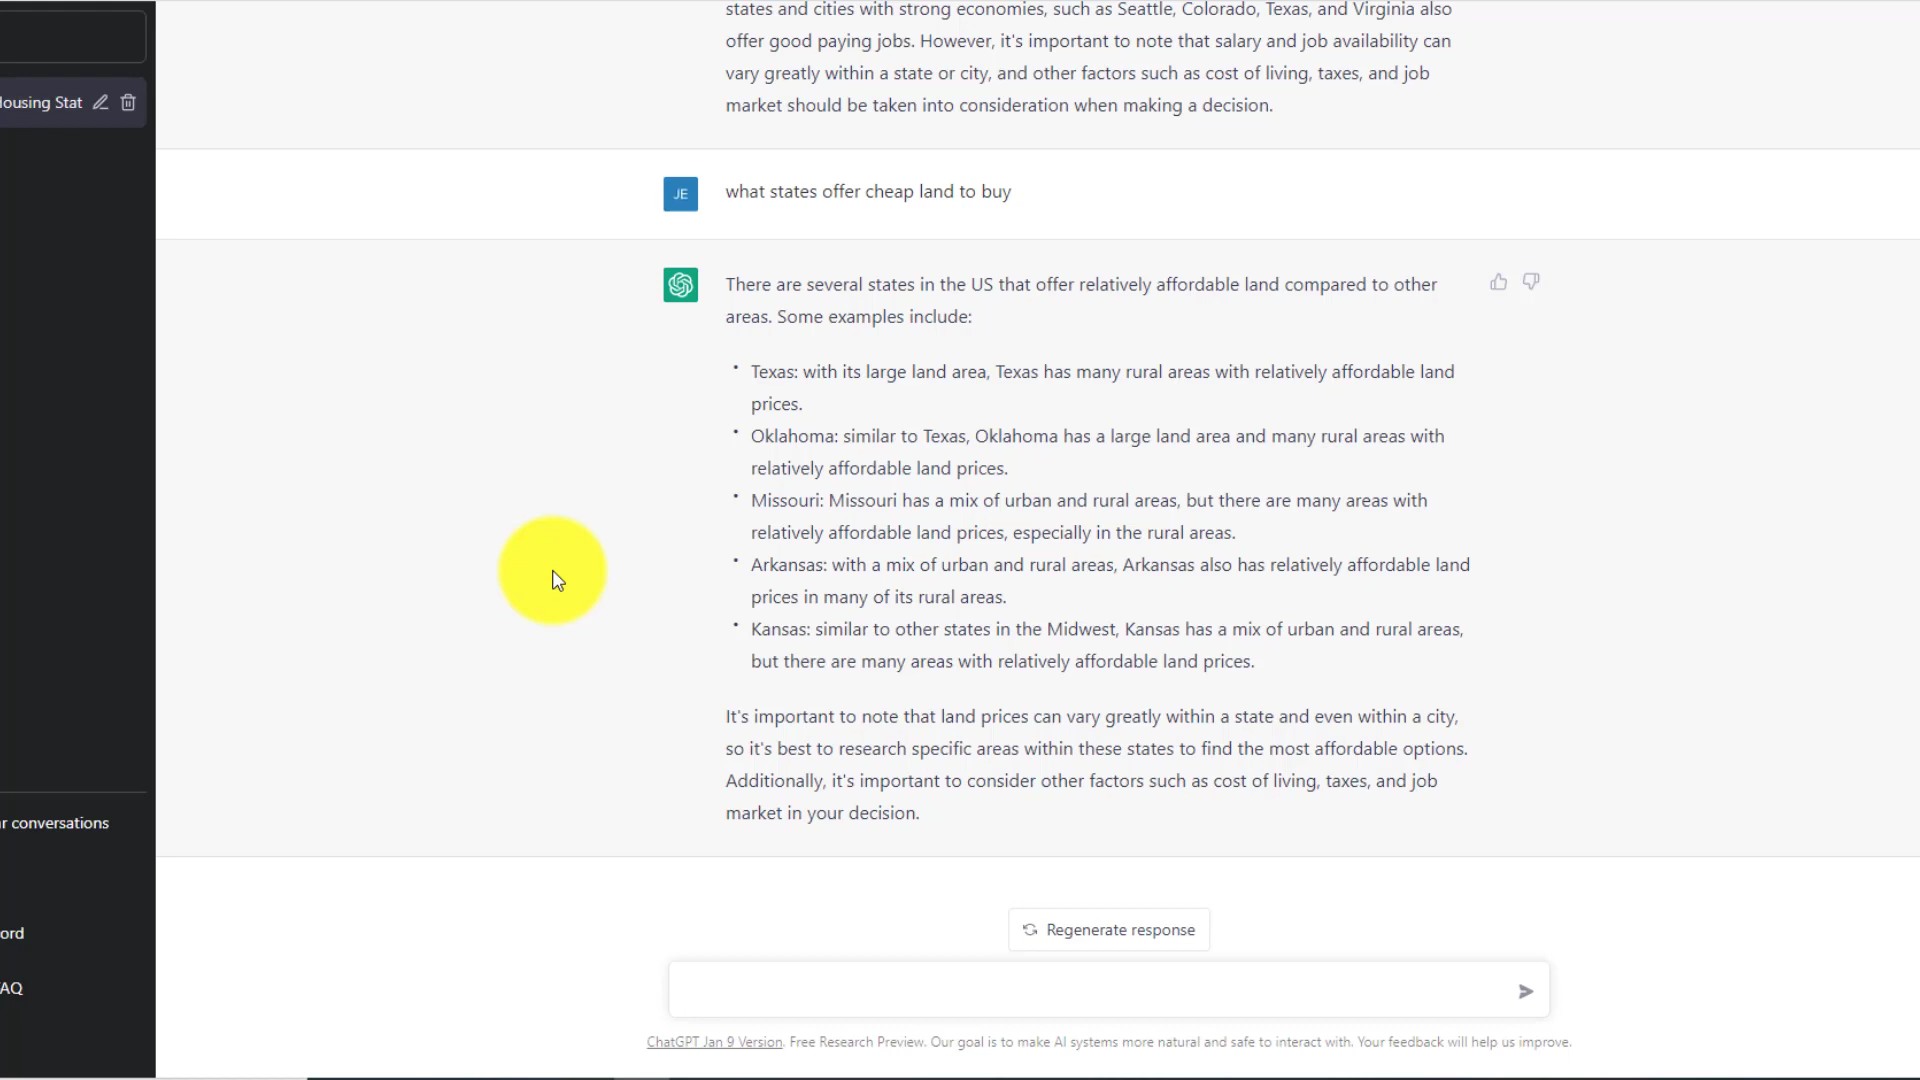 states and cities with strong economies, such as Seattle, Colorado, Texas, and Virginia also
offer good paying jobs. However, it's important to note that salary and job availability can
vary greatly within a state or city, and other factors such as cost of living, taxes, and job
market should be taken into consideration when making a decision.
ousing Stat
JE
what states offer cheap land to buy
There are several states in the US that offer relatively affordable land compared to other
areas. Some examples include:
• Texas: with its large land area, Texas has many rural areas with relatively affordable land
prices.
• Oklahoma: similar to Texas, Oklahoma has a large land area and many rural areas with
relatively affordable land prices.
• Missouri: Missouri has a mix of urban and rural areas, but there are many areas with
relatively affordable land prices, especially in the rural areas.
• Arkansas: with a mix of urban and rural areas, Arkansas also has relatively affordable land
prices in many of its rural areas.
• Kansas: similar to other states in the Midwest, Kansas has a mix of urban and rural areas,
but there are many areas with relatively affordable land prices.
It's important to note that land prices can vary greatly within a state and even within a city,
so it's best to research specific areas within these states to find the most affordable options.
Additionally, it's important to consider other factors such as cost of living, taxes, and job
market in your decision.
r conversations
ord
AQ
Regenerate response
ChatGPT Jan 9 Version. Free Research Preview. Our goal is to make AI systems more natural and safe to interact with. Your feedback will help us improve.